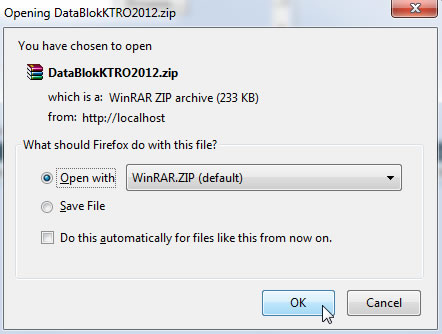 Opening DataBlokKTRO2012.zip
You have chosen to open
DataBlokKTRO2012.zip
which is a: WinRAR ZIP archive (233 KB)
from: http://localhost
What should Firefox do with this file?
Open with WinRAR.ZIP (default)
Save File
Do this automatically for files like this from now on.
OK Cancel